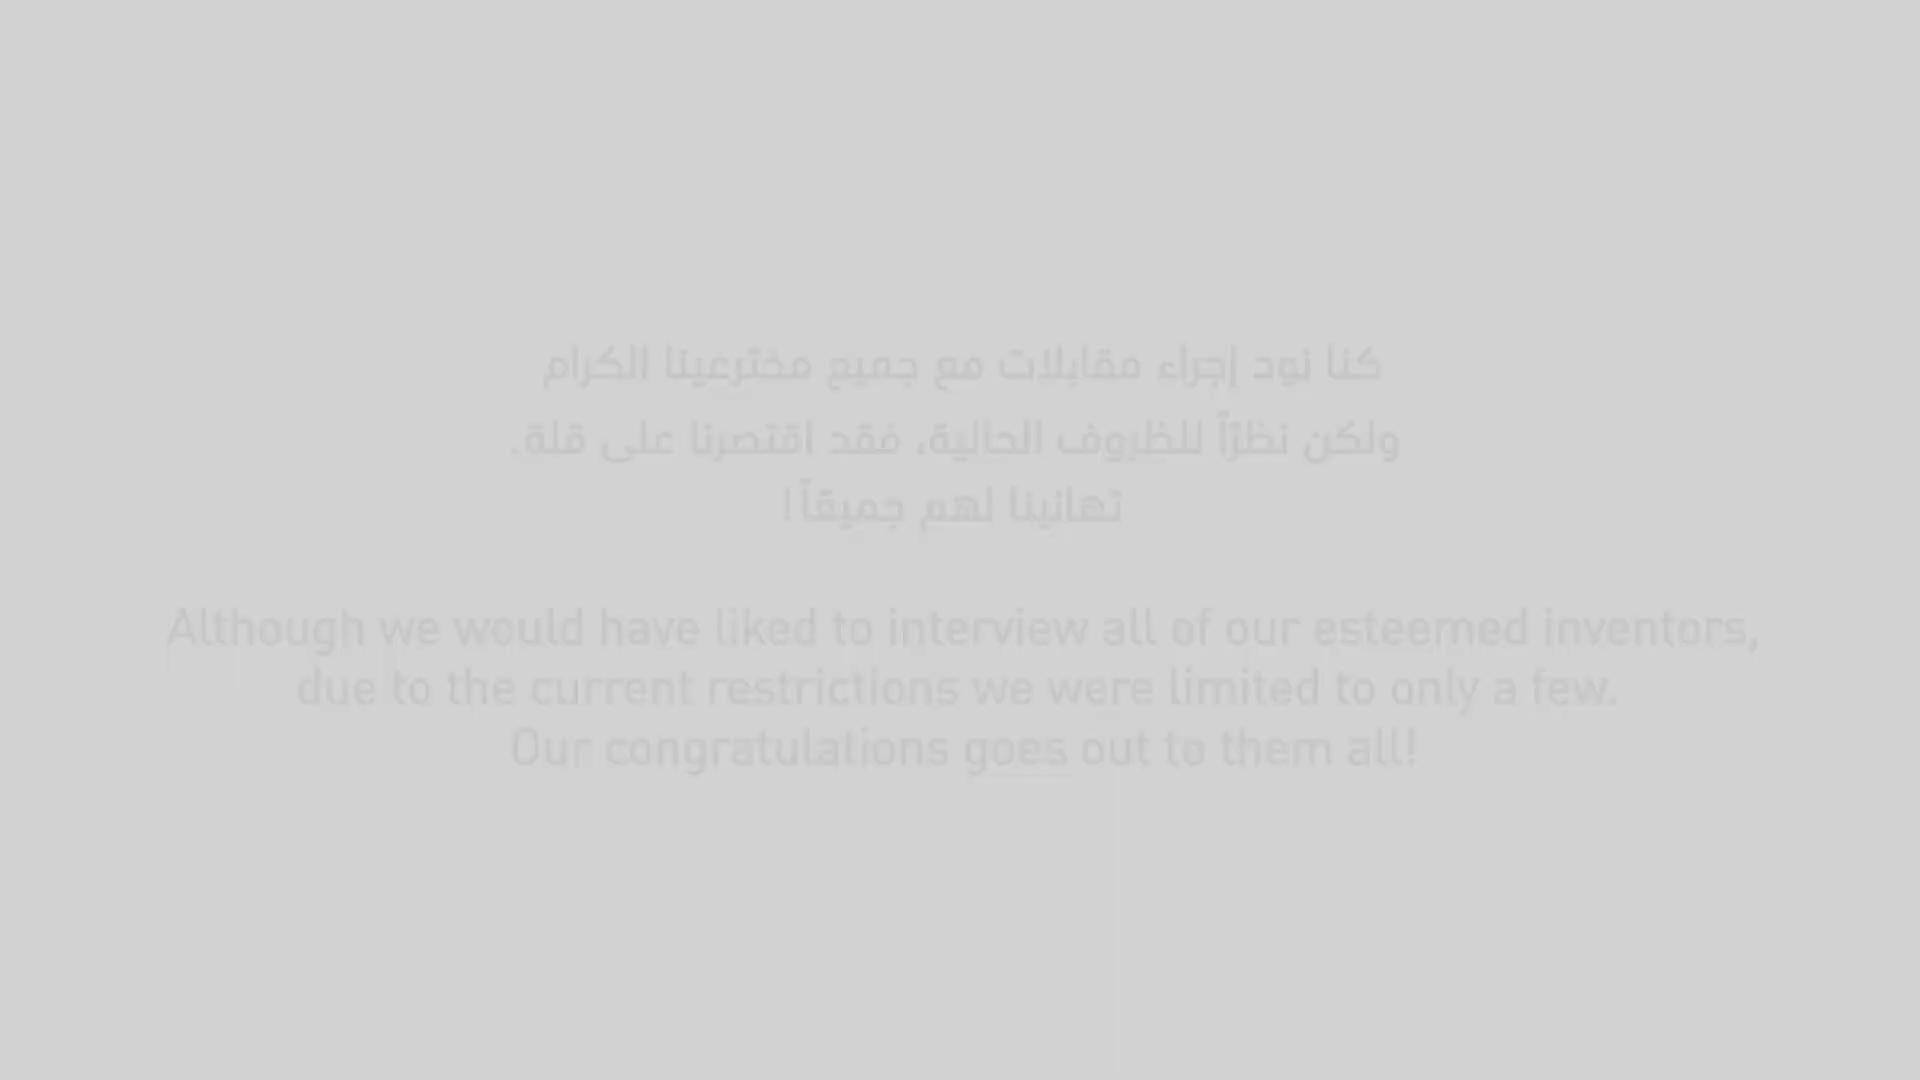 كنا نود إجراء مقابلات مع جميع مخترعينا الكرام
ولكن نظرًا للظروف الحالية، فقد اقتصرنا على قلة.
تهانينا لهم جميعًا!
Although we would have liked to interview all of our esteemed inventors,
due to the current restrictions we were limited to only a few.
Our congratulations goes out to them all!